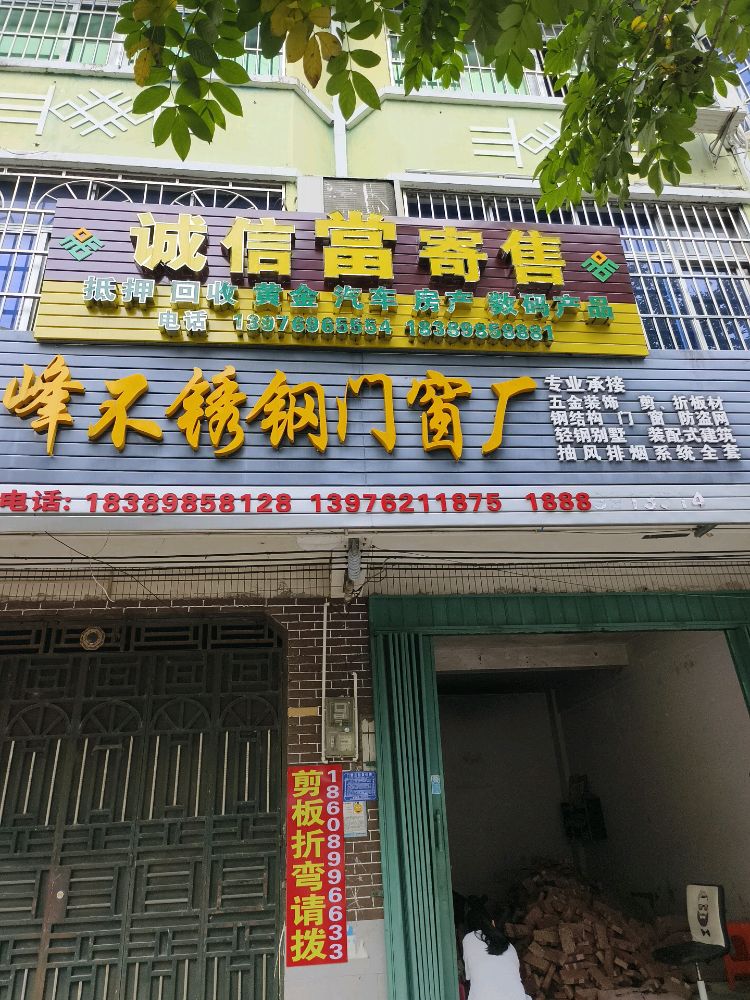 诚信當寄售
抵押 回收 黄金 汽车 房产 数码产品
电话 13976965554 18389858881
峰不锈钢门窗厂
专业承接
五金装饰 剪、折板材
钢结构 门 窗 防盗网
轻钢别墅 装配式建筑
抽风排烟系统全套
电话: 18389858128 13976211875 1888
剪板折弯请拨
18608996633